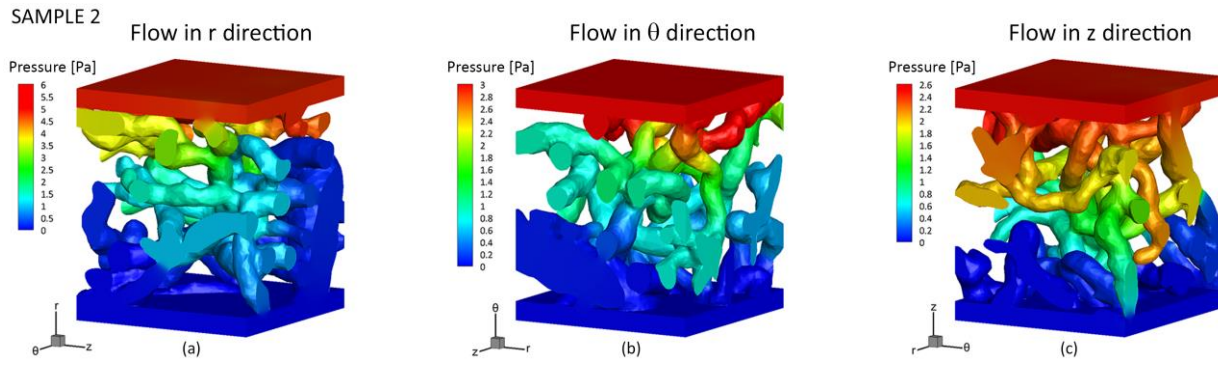 SAMPLE 2
Flow in r direction
Pressure [Pa]
6
5.5
5
4.5
4
3.5
3
2.5
2
1.5
1
0.5
0
r
θ
z
(a)
Flow in θ direction
Pressure [Pa]
3
2.8
2.6
2.4
2.2
2
1.8
1.6
1.4
1.2
1
0.8
0.6
0.4
0.2
0
θ
z
r
(b)
Flow in z direction
Pressure [Pa]
2.6
2.4
2.2
2
1.8
1.6
1.4
1.2
1
0.8
0.6
0.4
0.2
0
z
r
θ
(c)